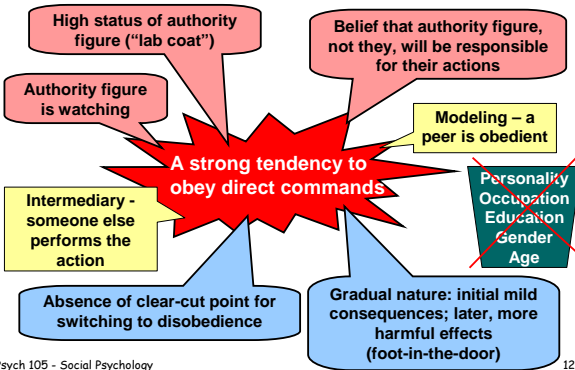 High status of authority
figure (“lab coat”)
Belief that authority figure,
not they, will be responsible
for their actions
Authority figure
is watching
Modeling – a
peer is obedient
A strong tendency to
obey direct commands
Personality
Occupation
Education
Gender
Age
Intermediary -
someone else
performs the
action
Absence of clear-cut point for
switching to disobedience
Gradual nature: initial mild
consequences; later, more
harmful effects
(foot-in-the-door)
Psych 105 - Social Psychology
12